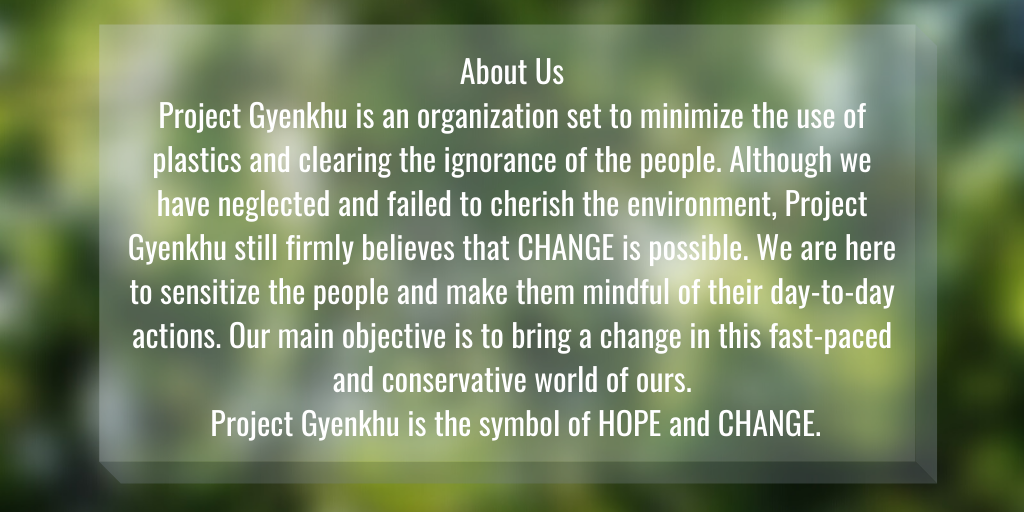 About Us
Project Gyenkhu is an organization set to minimize the use of
plastics and clearing the ignorance of the people. Although we
have neglected and failed to cherish the environment, Project
Gyenkhu still firmly believes that CHANGE is possible. We are here
to sensitize the people and make them mindful of their day-to-day
actions. Our main objective is to bring a change in this fast-paced
and conservative world of ours.
Project Gyenkhu is the symbol of HOPE and CHANGE.